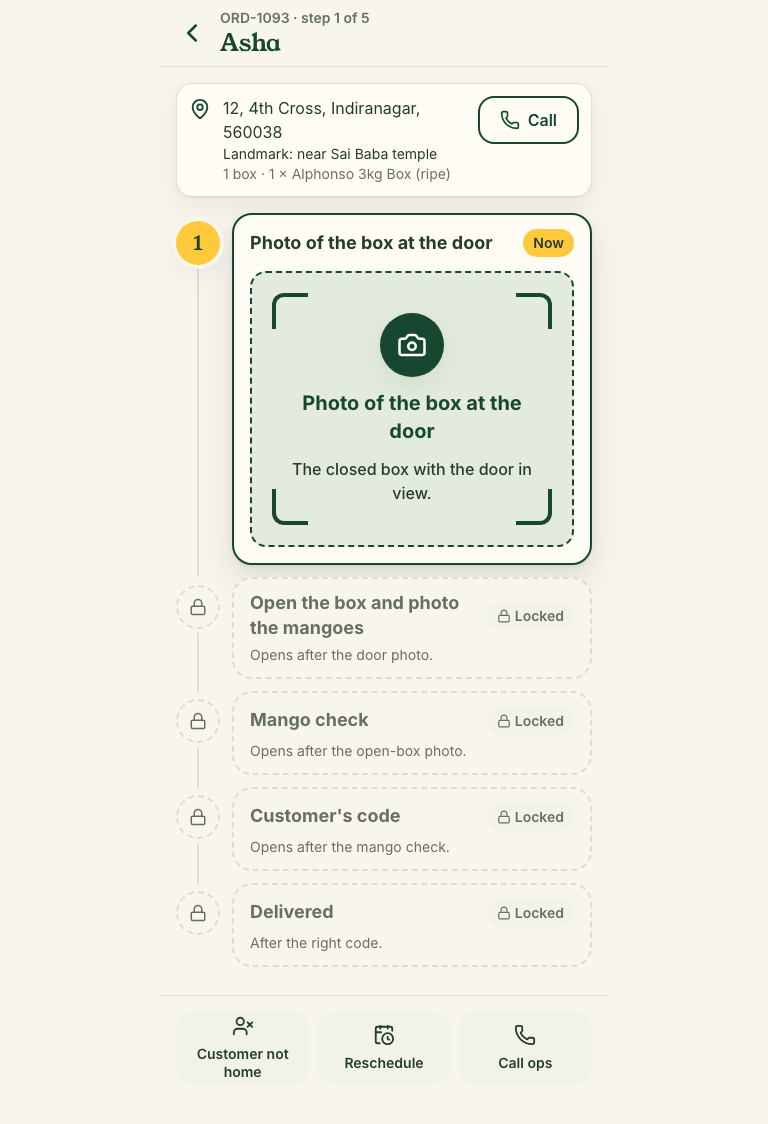 ORD-1093 · step 1 of 5
Asha
12, 4th Cross, Indiranagar,
560038
Landmark: near Sai Baba temple
1 box · 1 × Alphonso 3kg Box (ripe)
Call
1
Photo of the box at the door
Now
Photo of the box at the
door
The closed box with the door in
view.
Open the box and photo
the mangoes
Locked
Opens after the door photo.
Mango check
Locked
Opens after the open-box photo.
Customer's code
Locked
Opens after the mango check.
Delivered
Locked
After the right code.
Customer not
home
Reschedule
Call ops